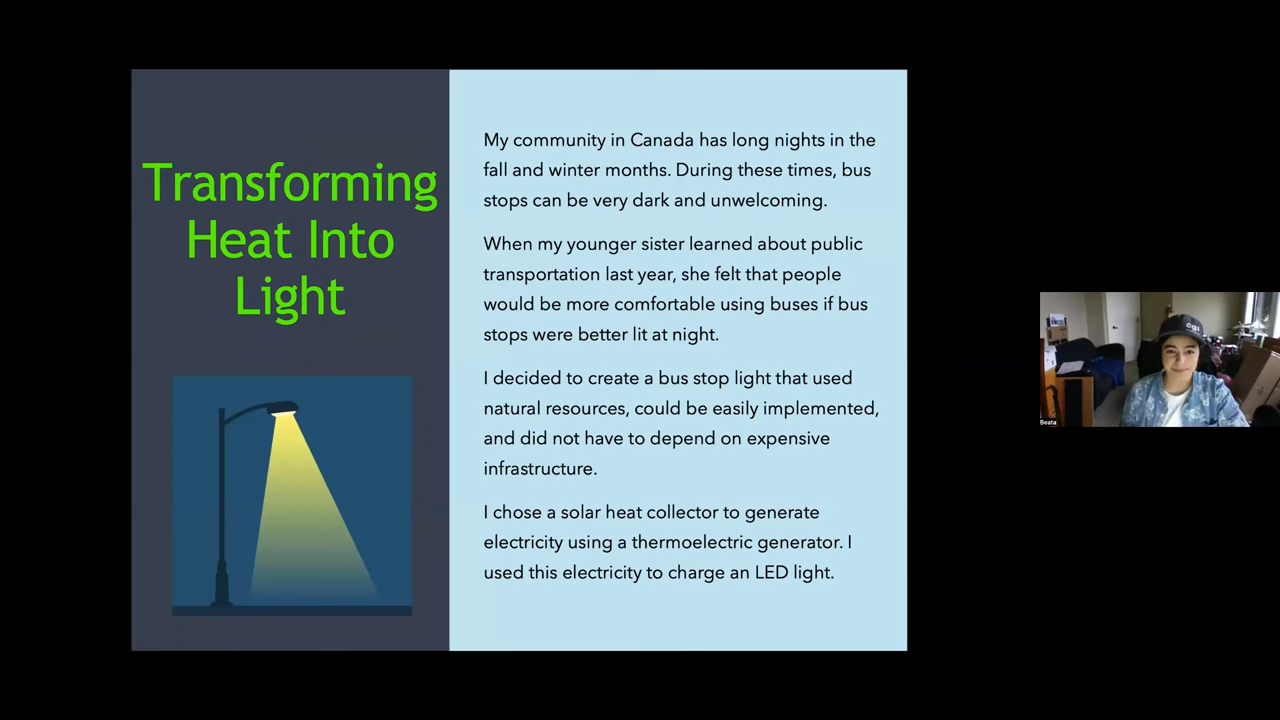 Transforming
Heat Into
Light
My community in Canada has long nights in the
fall and winter months. During these times, bus
stops can be very dark and unwelcoming.
When my younger sister learned about public
transportation last year, she felt that people
would be more comfortable using buses if bus
stops were better lit at night.
I decided to create a bus stop light that used
natural resources, could be easily implemented,
and did not have to depend on expensive
infrastructure.
I chose a solar heat collector to generate
electricity using a thermoelectric generator. I
used this electricity to charge an LED light.
Beata